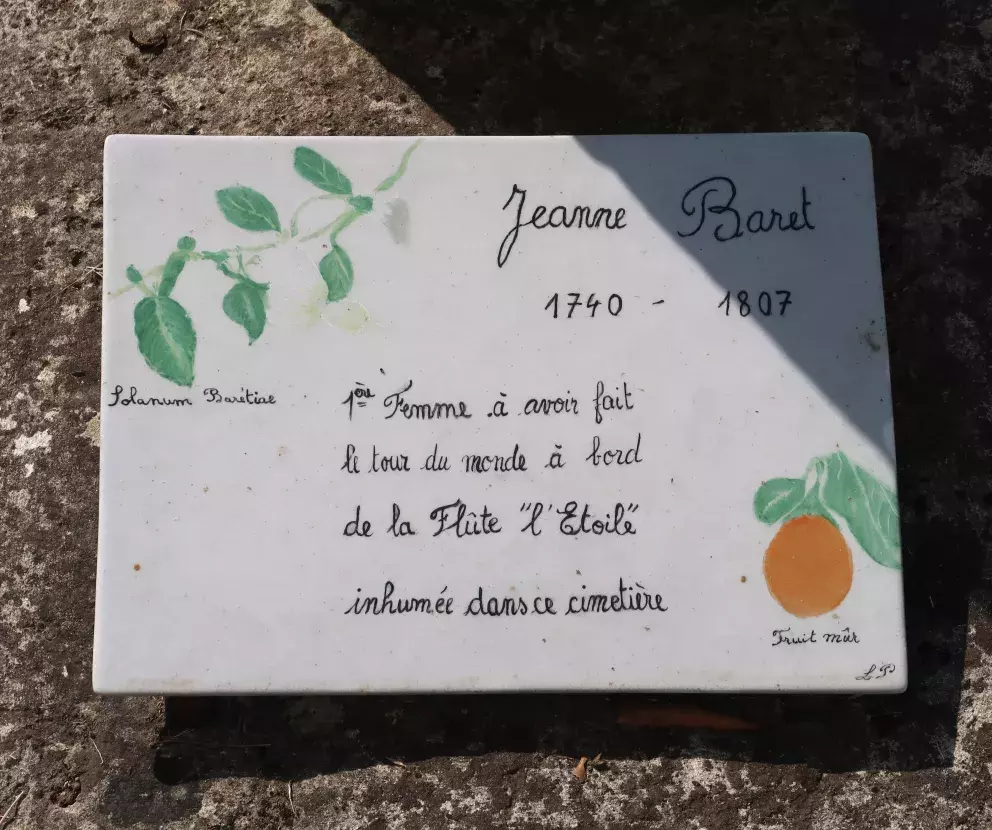 Jeanne Baret
1740 - 1807
Solanum Barétiae
1ère Femme à avoir fait
le tour du monde à bord
de la Flûte "l'Etoile"
inhumée dans ce cimetière
Fruit mûr
LP